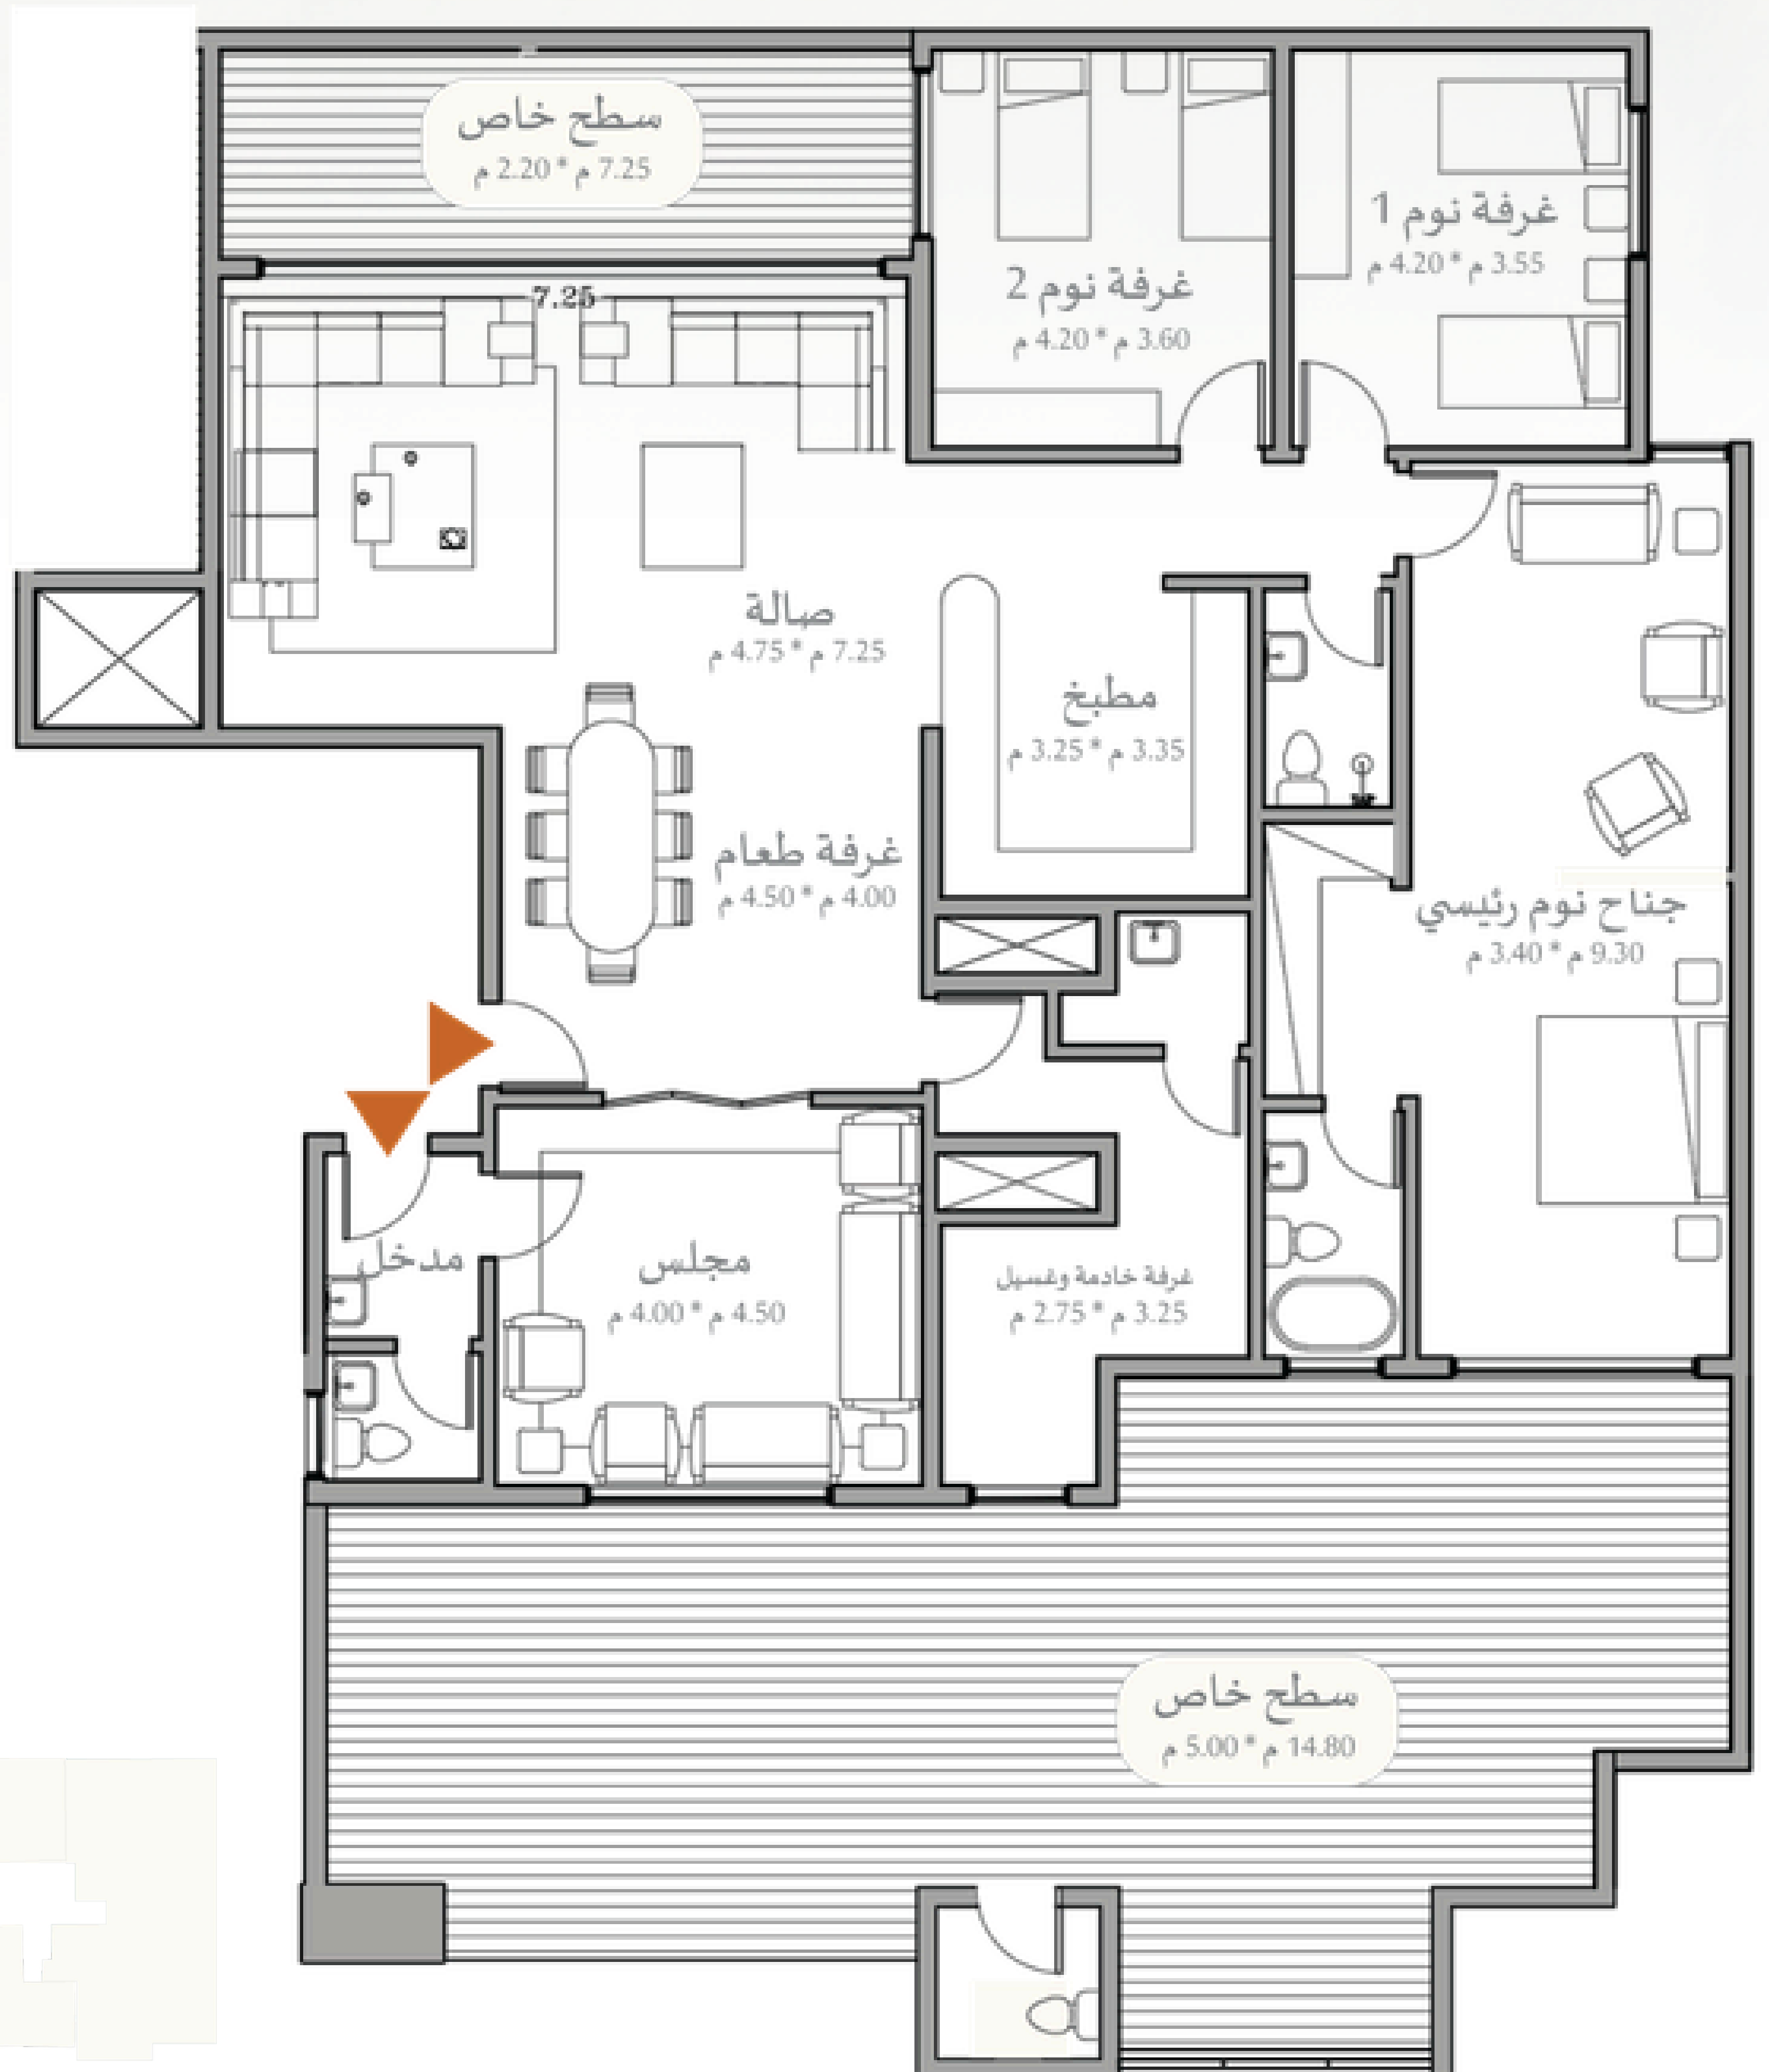 سطح خاص
7.25 م * 2.20 م
غرفة نوم 1
3.55 م * 4.20 م
غرفة نوم 2
3.60 م * 4.20 م
7.25
صالة
7.25 م * 4.75 م
مطبخ
3.35 م * 3.25 م
غرفة طعام
4.00 م * 4.50 م
جناح نوم رئيسي
9.30 م * 3.40 م
مدخل
مجلس
4.50 م * 4.00 م
غرفة خادمة وغسيل
3.25 م * 2.75 م
سطح خاص
14.80 م * 5.00 م